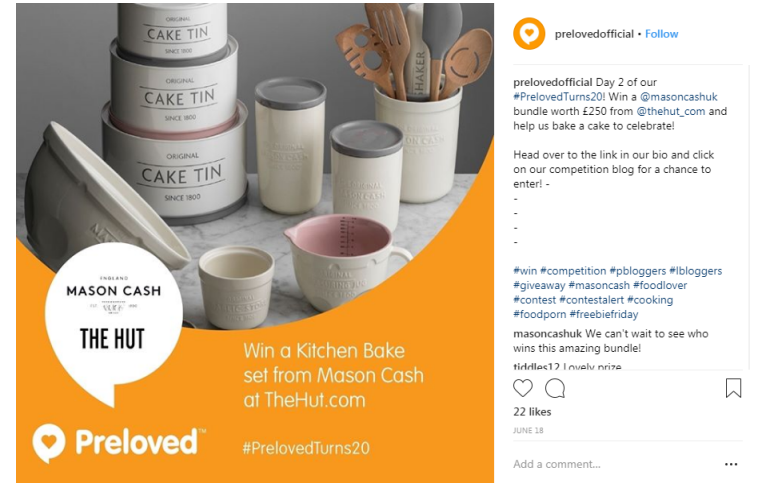 ORIGINAL
CAKE TIN
SINCE 1800
ORIGINAL
CAKE TIN
SINCE 1800
ORIGINAL
CAKE TIN
SINCE 1800
SHAKER
ENGLAND
MASON CASH
THE HUT
Win a Kitchen Bake
set from Mason Cash
at TheHut.com
Preloved™
#PrelovedTurns20
prelovedofficial • Follow
prelovedofficial Day 2 of our
#PrelovedTurns20! Win a @masoncashuk
bundle worth £250 from @thehut_com and
help us bake a cake to celebrate!
Head over to the link in our bio and click
on our competition blog for a chance to
enter! -
-
-
-
-
#win #competition #pbloggers #lbloggers
#giveaway #masoncash #foodlover
#contest #contestalert #cooking
#foodporn #freebiefriday
masoncashuk We can't wait to see who
wins this amazing bundle!
tiddles12 Lovely prize
22 likes
JUNE 18
Add a comment...